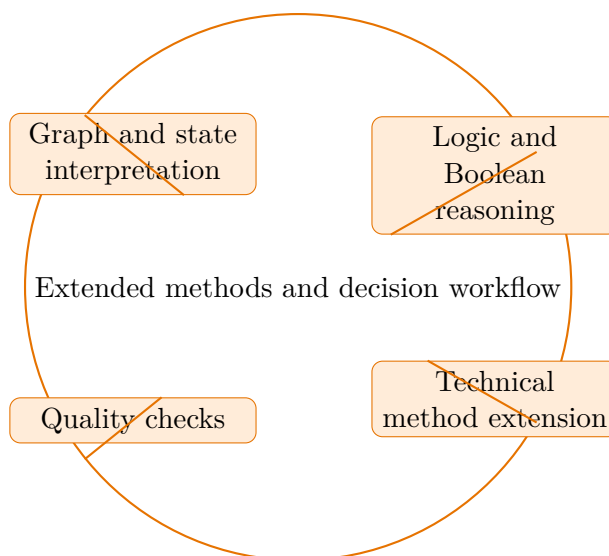 Graph and state
interpretation
Logic and
Boolean
reasoning
Extended methods and decision workflow
Quality checks
Technical
method extension